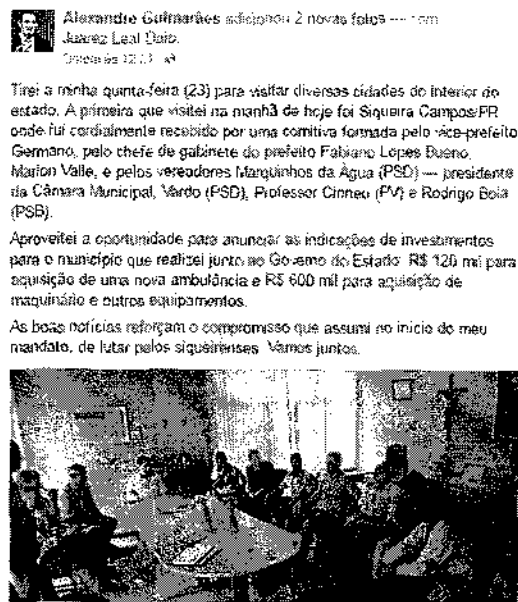 Alexandre Guimarães adicionou 2 novas fotos — com
Juarez Leal Dalo.
Ontem às 12:23
Tirei a minha quinta-feira (23) para visitar diversas cidades do interior do
estado. A primeira que visitei na manhã de hoje foi Siqueira Campos/PR
onde fui cordialmente recebido por uma comitiva formada pelo vice-prefeito
Germano, pelo chefe de gabinete do prefeito Fabiano Lopes Bueno,
Marlon Valle, e pelos vereadores Marquinhos da Água (PSD) — presidente
da Câmara Municipal, Vardo (PSD), Professor Cinneu (PV) e Rodrigo Boia
(PSB).
Aproveitei a oportunidade para anunciar as indicações de investimentos
para o município que realizei junto ao Governo do Estado: R$ 120 mil para
aquisição de uma nova ambulância e R$ 600 mil para aquisição de
maquinário e outros equipamentos.
As boas notícias reforçam o compromisso que assumi no início do meu
mandato, de lutar pelos siqueirenses. Vamos juntos.